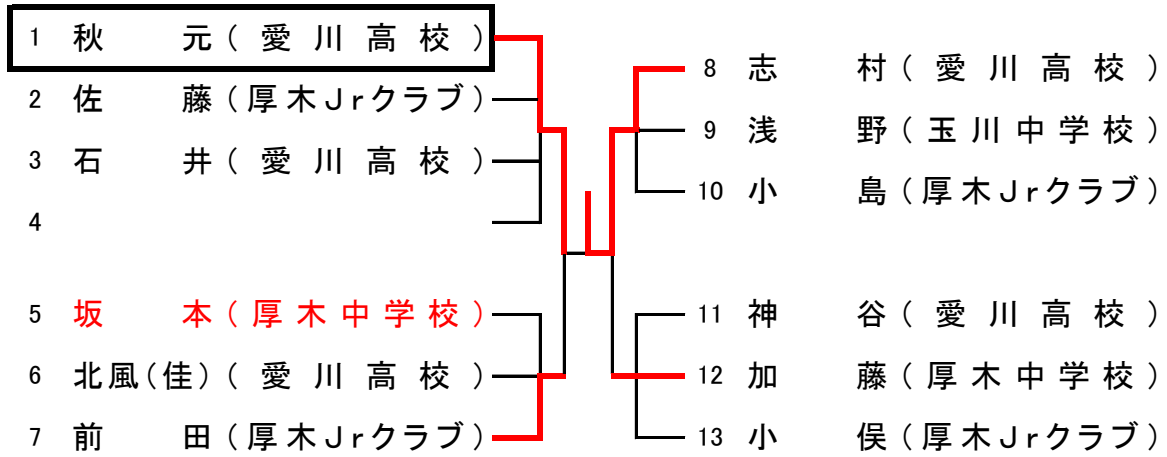 1 秋元(愛川高校)
2 佐藤(厚木Jrクラブ)
3 石井(愛川高校)
4
5 坂本(厚木中学校)
6 北風(佳)(愛川高校)
7 前田(厚木Jrクラブ)
8 志村(愛川高校)
9 浅野(玉川中学校)
10 小島(厚木Jrクラブ)
11 神谷(愛川高校)
12 加藤(厚木中学校)
13 小俣(厚木Jrクラブ)